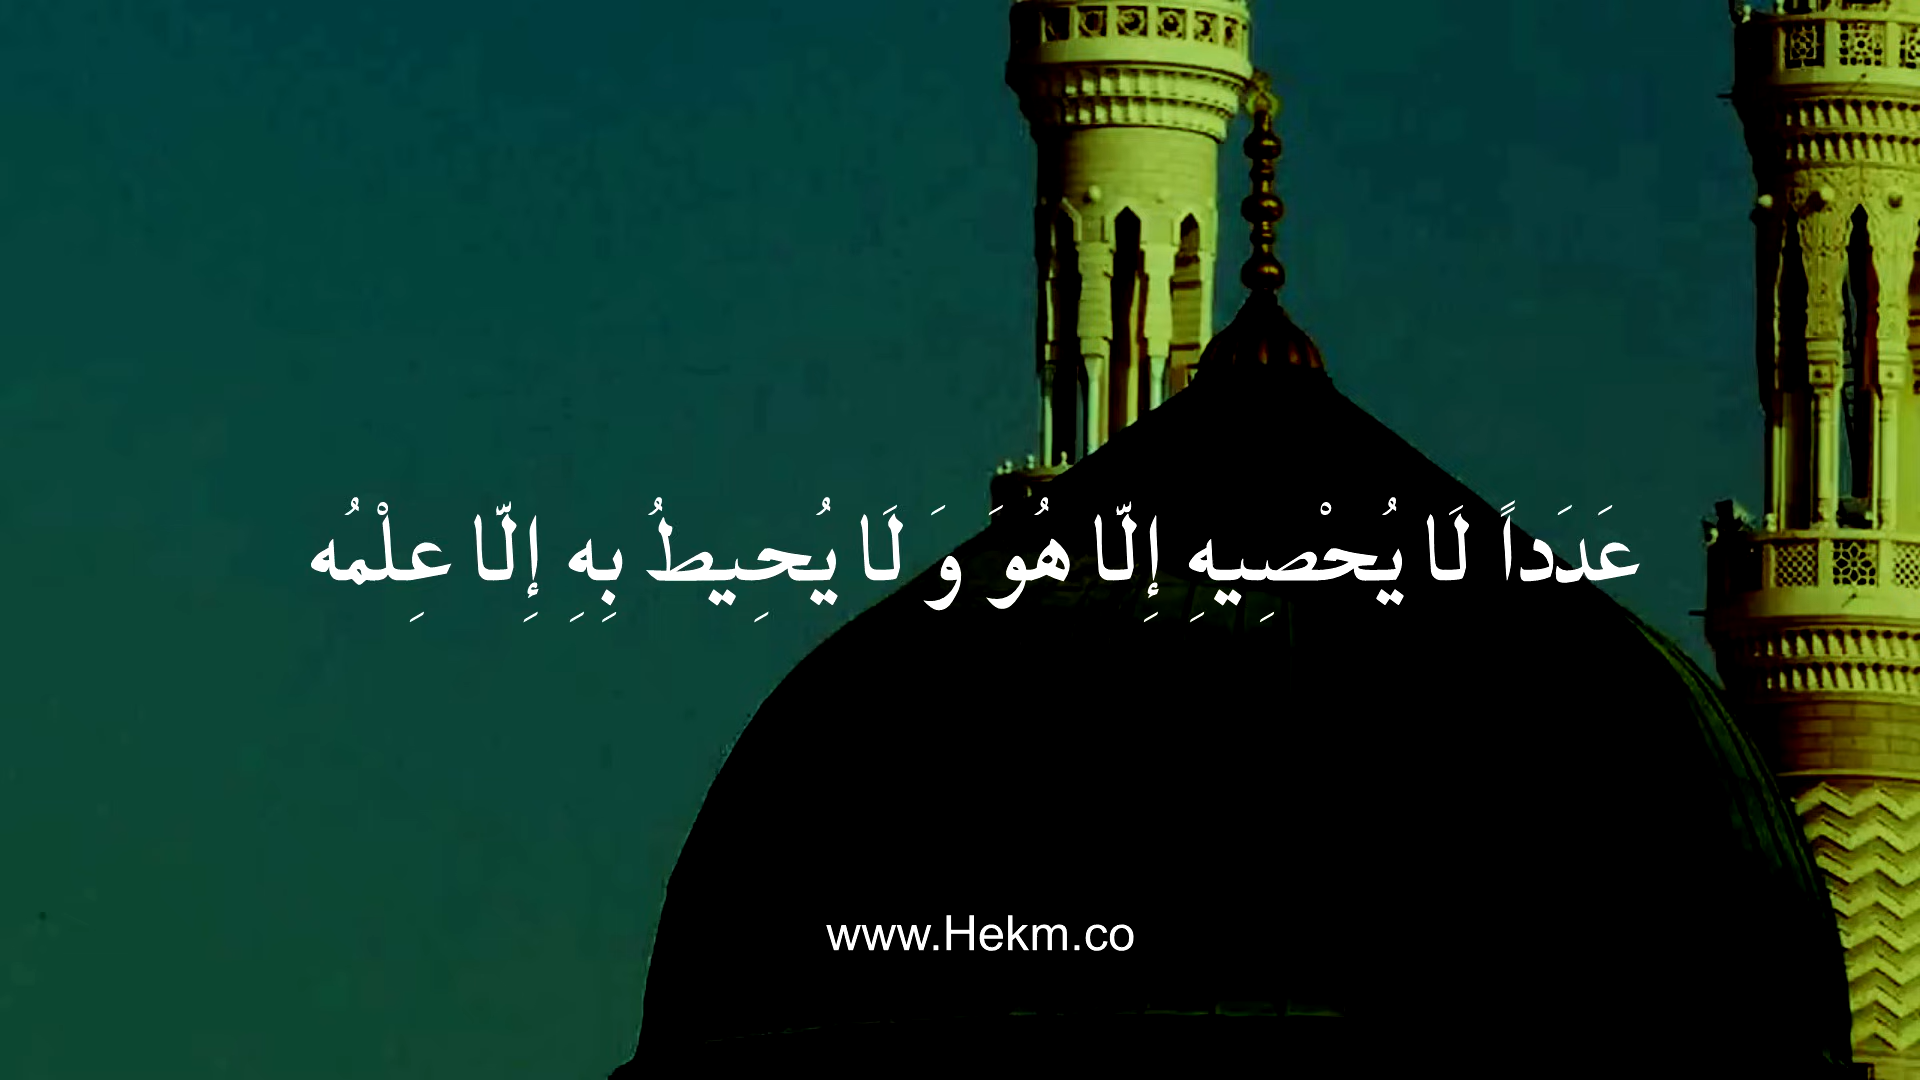 عَدَداً لَا يُحْصِيهِ إِلّا هُوَ وَ لَا يُحِيطُ بِهِ إِلّا عِلْمُه
www.Hekm.co